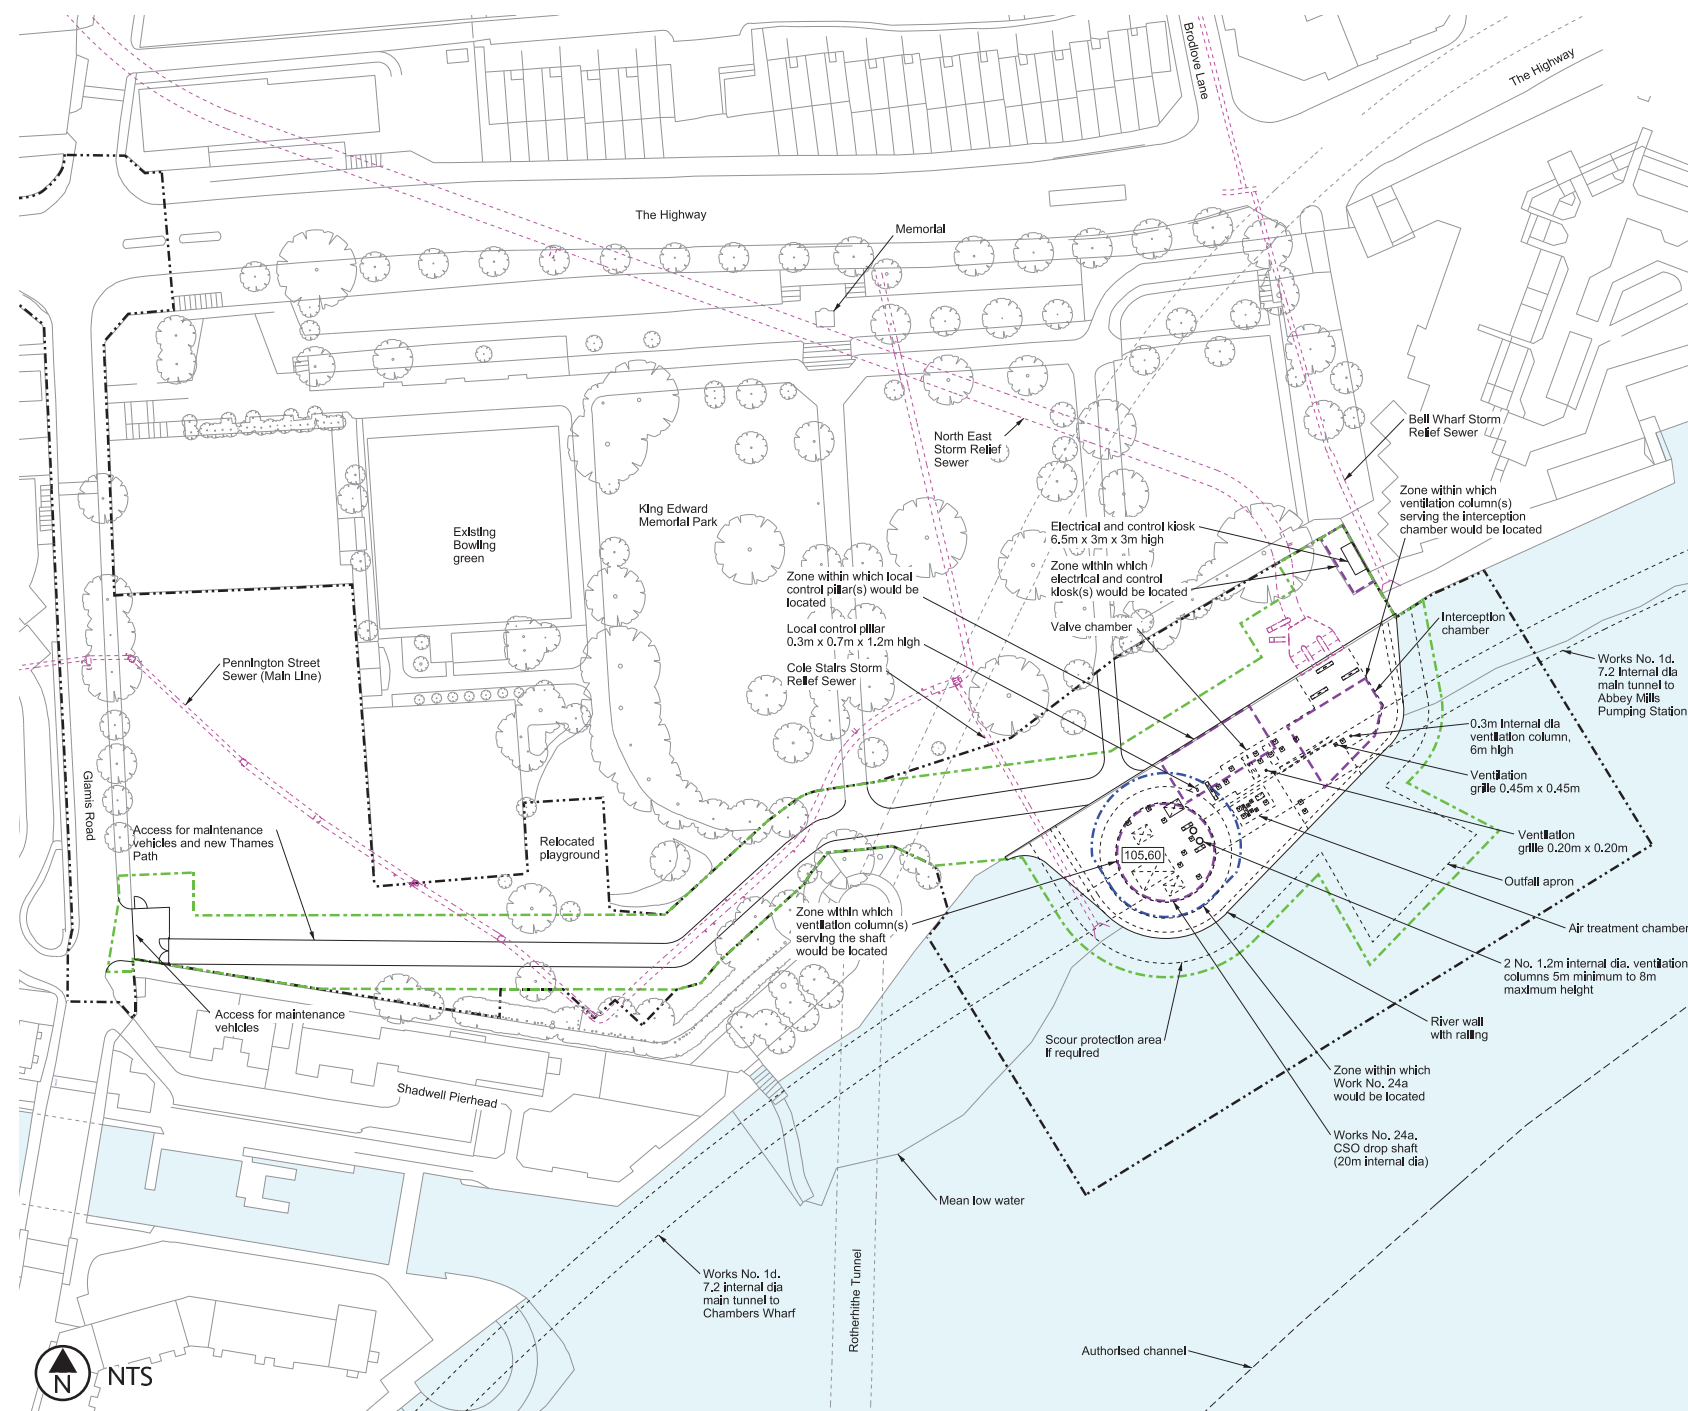 Brodlove Lane
The Highway
The Highway
Memorial
Bell Wharf Storm
Relief Sewer
North East
Storm Relief
Sewer
Zone within which
ventilation column(s)
serving the interception
chamber would be located
King Edward
Memorial Park
Existing
Bowling
green
Electrical and control kiosk
6.5m x 3m x 3m high
Zone within which
electrical and control
kiosk(s) would be located
Valve chamber
Zone within which local
control pillar(s) would be
located
Local control pillar
0.3m x 0.7m x 1.2m high
Cole Stairs Storm
Relief Sewer
Interception
chamber
Works No. 1d.
7.2 internal dia
main tunnel to
Abbey Mills
Pumping Station
Pennington Street
Sewer (Main Line)
0.3m internal dia
ventilation column,
6m high
Ventilation
grille 0.45m x 0.45m
Glamis Road
Access for maintenance
vehicles and new Thames
Path
Relocated
playground
Ventilation
grille 0.20m x 0.20m
105.60
Outfall apron
Zone within which
ventilation column(s)
serving the shaft
would be located
Air treatment chamber
2 No. 1.2m internal dia. ventilation
columns 5m minimum to 8m
maximum height
Access for maintenance
vehicles
River wall
with railing
Scour protection area
if required
Zone within which
Work No. 24a
would be located
Shadwell Pierhead
Works No. 24a.
CSO drop shaft
(20m internal dia)
Mean low water
Works No. 1d.
7.2 internal dia
main tunnel to
Chambers Wharf
Rotherhithe Tunnel
Authorised channel
N
NTS